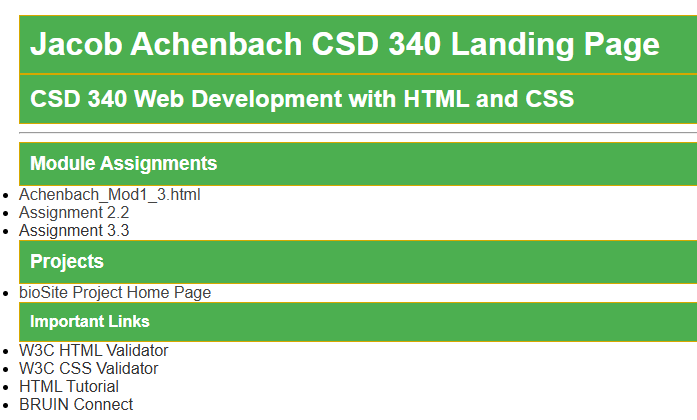 Jacob Achenbach CSD 340 Landing Page
CSD 340 Web Development with HTML and CSS
Module Assignments
Achenbach_Mod1_3.html
Assignment 2.2
Assignment 3.3
Projects
bioSite Project Home Page
Important Links
W3C HTML Validator
W3C CSS Validator
HTML Tutorial
BRUIN Connect